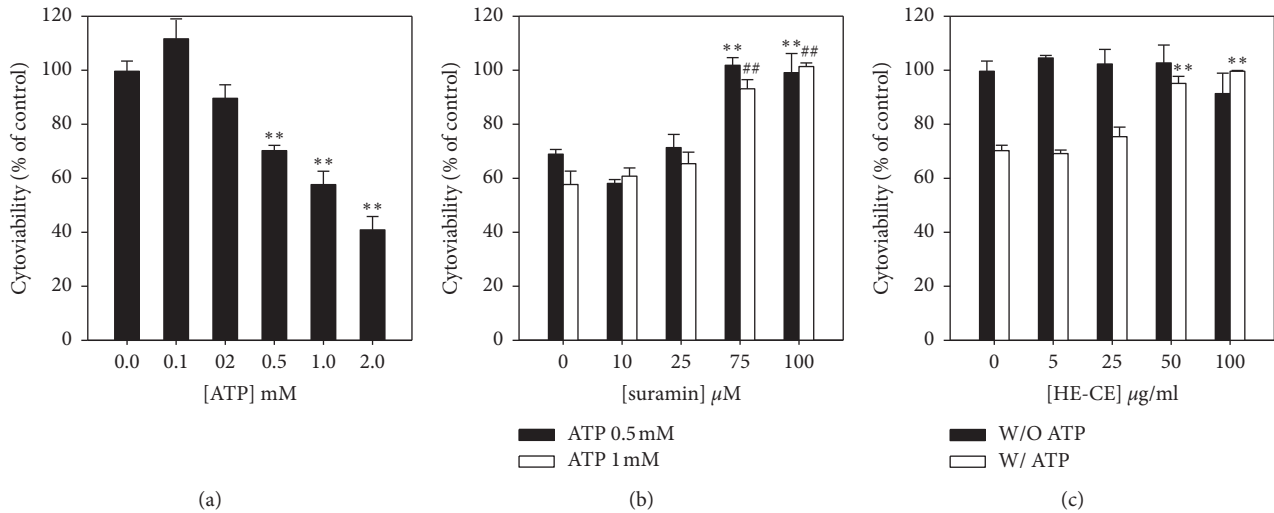 120
100
80
60
40
20
0
Cytoviability (% of control)
** ** **
0.0 0.1 02 0.5 1.0 2.0
[ATP] mM
(a)
120
100
80
60
40
20
0
Cytoviability (% of control)
** ## ** ##
0 10 25 75 100
[suramin] µM
ATP 0.5 mM
ATP 1 mM
(b)
120
100
80
60
40
20
0
Cytoviability (% of control)
** **
0 5 25 50 100
[HE-CE] µg/ml
W/O ATP
W/ ATP
(c)